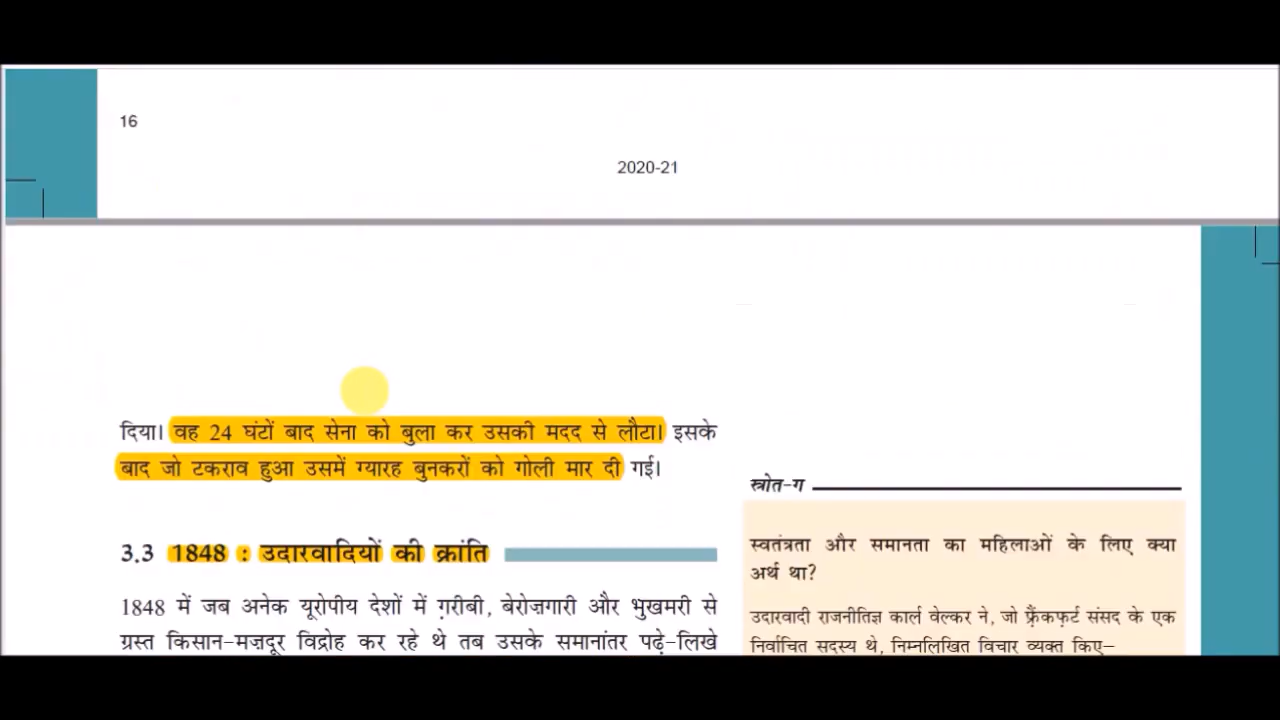 16
2020-21
दिया। वह 24 घंटों बाद सेना को बुला कर उसकी मदद से लौटा। इसके
बाद जो टकराव हुआ उसमें ग्यारह बुनकरों को गोली मार दी गई।
3.3 1848 : उदारवादियों की क्रांति
1848 में जब अनेक यूरोपीय देशों में ग़रीबी, बेरोज़गारी और भुखमरी से
ग्रस्त किसान-मज़दूर विद्रोह कर रहे थे तब उसके समानांतर पढ़े-लिखे
स्त्रोत-ग
स्वतंत्रता और समानता का महिलाओं के लिए क्या
अर्थ था?
उदारवादी राजनीतिज्ञ कार्ल वेल्कर ने, जो फ़्रैंकफ़र्ट संसद के एक
निर्वाचित सदस्य थे, निम्नलिखित विचार व्यक्त किए–